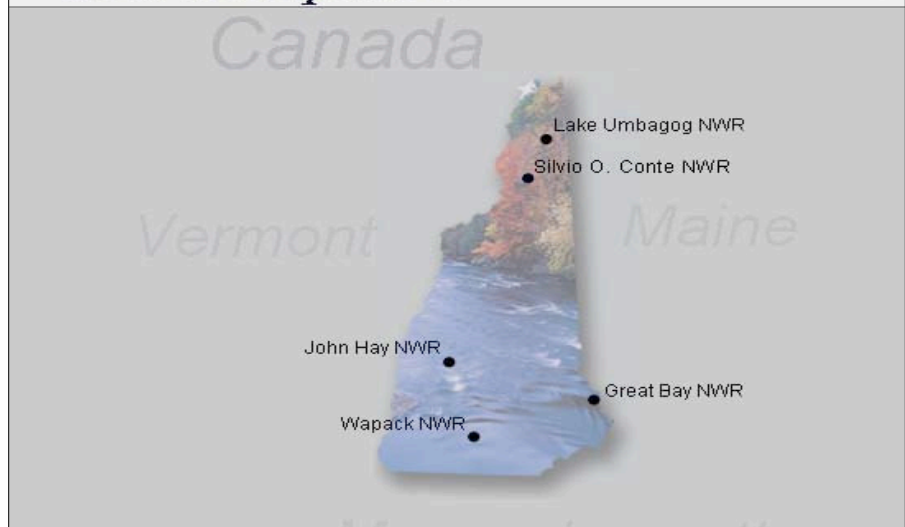 Canada
Lake Umbagog NWR
Silvio O. Conte NWR
Vermont
Maine
John Hay NWR
Great Bay NWR
Wapack NWR